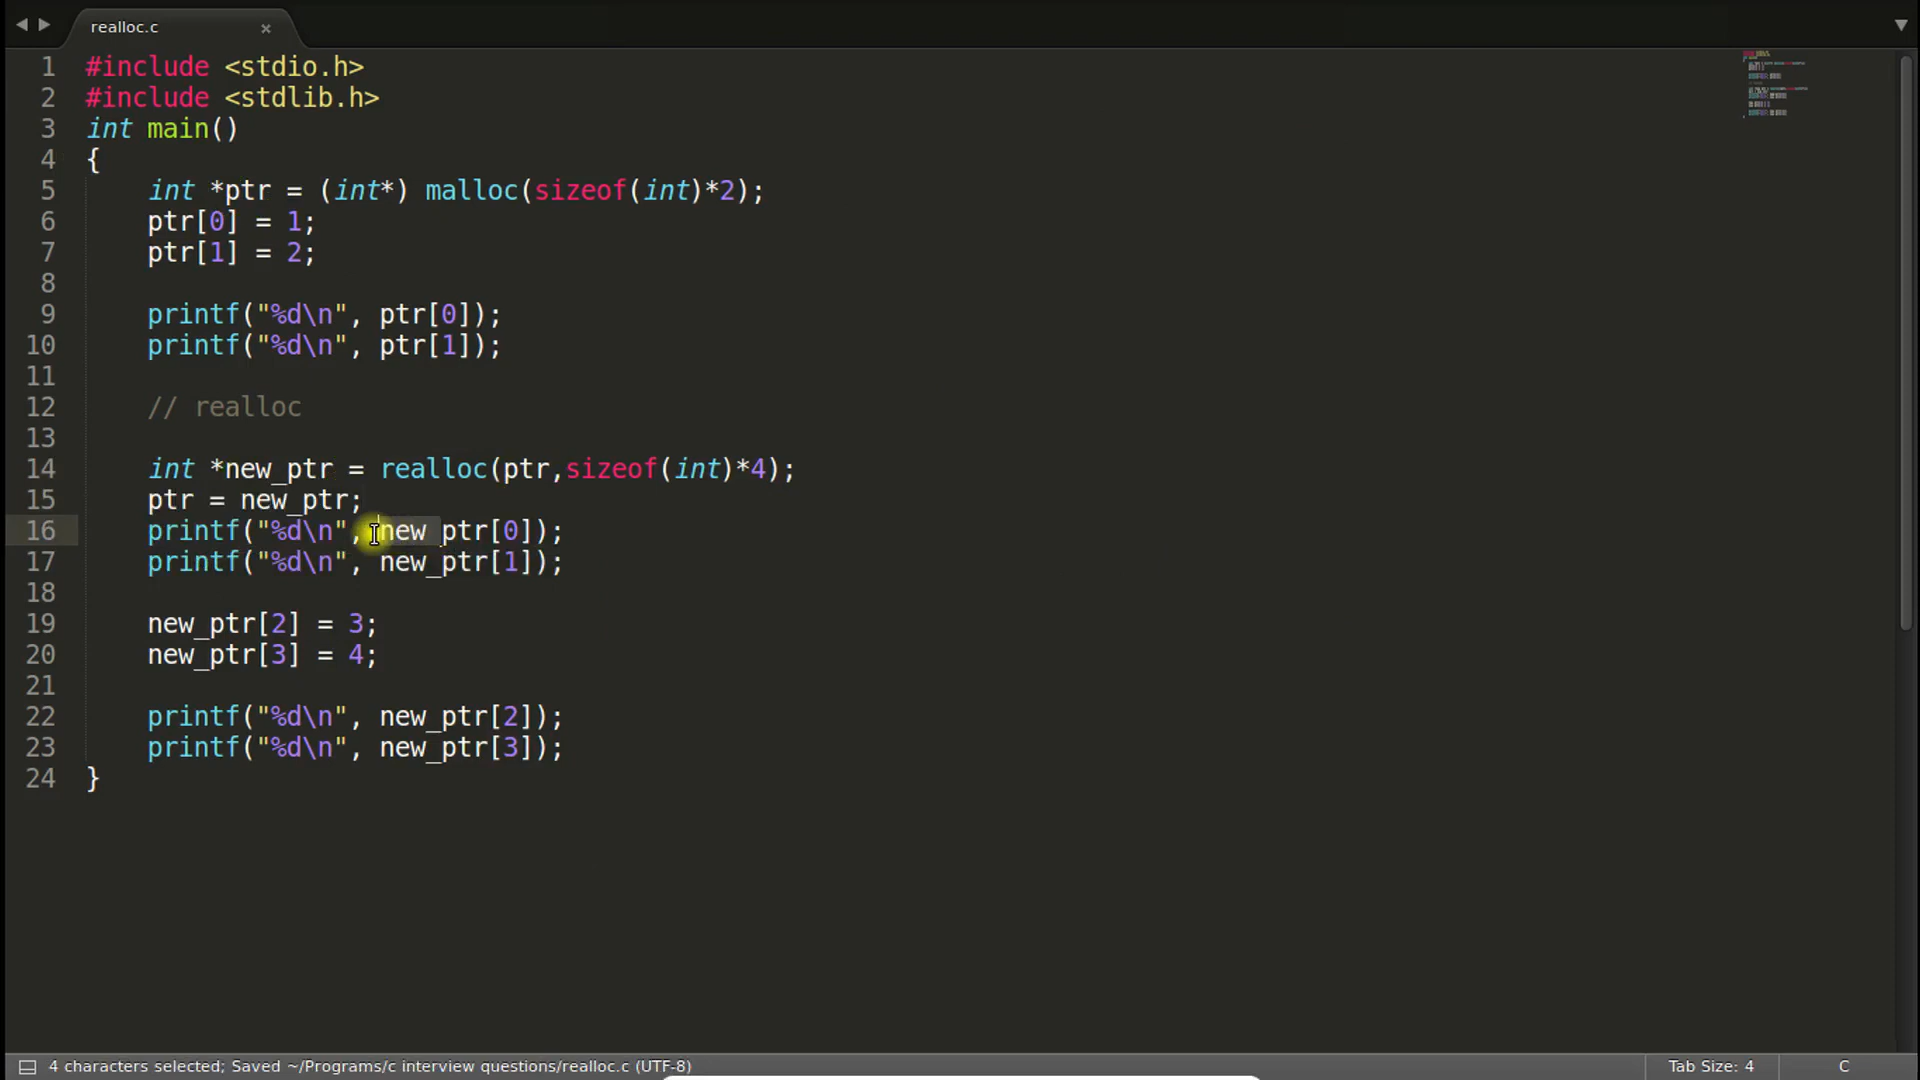 realloc.c ×
1 #include <stdio.h>
2 #include <stdlib.h>
3 int main()
4 {
5 int *ptr = (int*) malloc(sizeof(int)*2);
6 ptr[0] = 1;
7 ptr[1] = 2;
8
9 printf("%d\n", ptr[0]);
10 printf("%d\n", ptr[1]);
11
12 // realloc
13
14 int *new_ptr = realloc(ptr,sizeof(int)*4);
15 ptr = new_ptr;
16 printf("%d\n", new_ptr[0]);
17 printf("%d\n", new_ptr[1]);
18
19 new_ptr[2] = 3;
20 new_ptr[3] = 4;
21
22 printf("%d\n", new_ptr[2]);
23 printf("%d\n", new_ptr[3]);
24 }
4 characters selected; Saved ~/Programs/c interview questions/realloc.c (UTF-8) Tab Size: 4 C